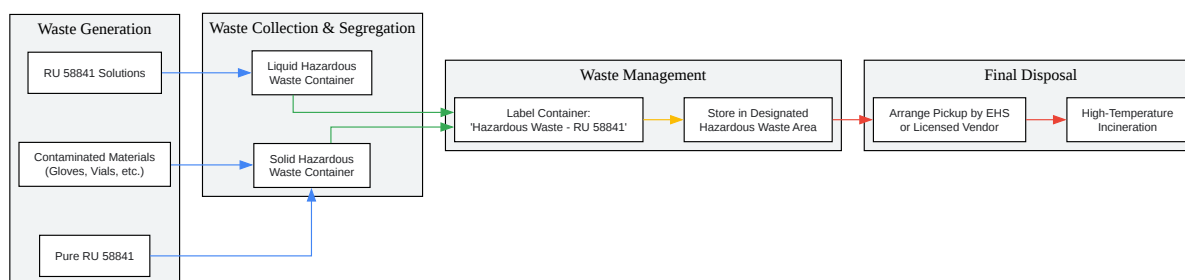 Waste Generation
RU 58841 Solutions
Contaminated Materials
(Gloves, Vials, etc.)
Pure RU 58841
Waste Collection & Segregation
Liquid Hazardous
Waste Container
Solid Hazardous
Waste Container
Waste Management
Label Container:
'Hazardous Waste - RU 58841'
Store in Designated
Hazardous Waste Area
Final Disposal
Arrange Pickup by EHS
or Licensed Vendor
High-Temperature
Incineration